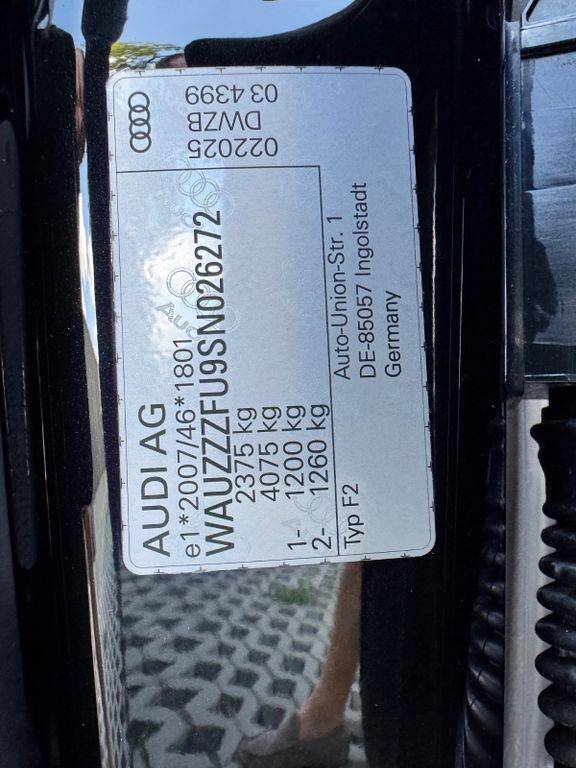 AUDI AG
e1*2007/46*1801
WAUZZZFU9SN026272
2375 kg
4075 kg
1- 1200 kg
2- 1260 kg
022025
DWZB
03 4399
Typ F2
Auto-Union-Str. 1
DE-85057 Ingolstadt
Germany